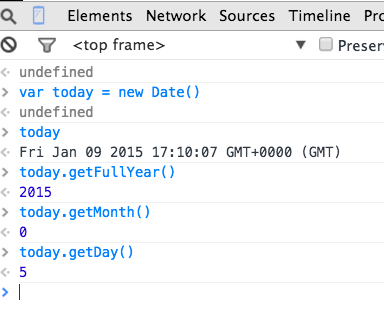 Elements Network Sources Timeline Pro
<top frame> Preser
undefined
var today = new Date()
undefined
today
Fri Jan 09 2015 17:10:07 GMT+0000 (GMT)
today.getFullYear()
2015
today.getMonth()
0
today.getDay()
5